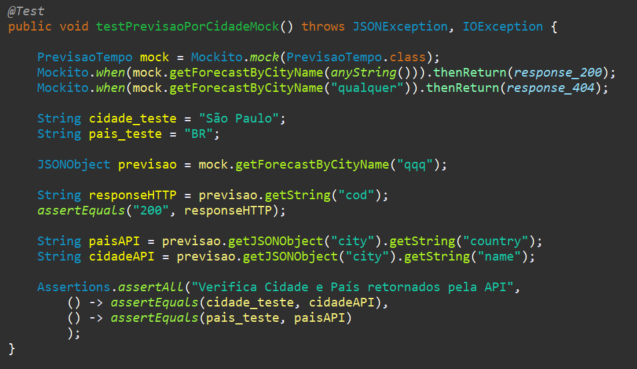 @Test
public void testPrevisaoPorCidadeMock() throws JSONException, IOException {
PrevisaoTempo mock = Mockito.mock(PrevisaoTempo.class);
Mockito.when(mock.getForecastByCityName(anyString())).thenReturn(response_200);
Mockito.when(mock.getForecastByCityName("qualquer")).thenReturn(response_404);
String cidade_teste = "São Paulo";
String pais_teste = "BR";
JSONObject previsao = mock.getForecastByCityName("qqq");
String responseHTTP = previsao.getString("cod");
assertEquals("200", responseHTTP);
String paisAPI = previsao.getJSONObject("city").getString("country");
String cidadeAPI = previsao.getJSONObject("city").getString("name");
Assertions.assertAll("Verifica Cidade e País retornados pela API",
() -> assertEquals(cidade_teste, cidadeAPI),
() -> assertEquals(pais_teste, paisAPI)
);
}